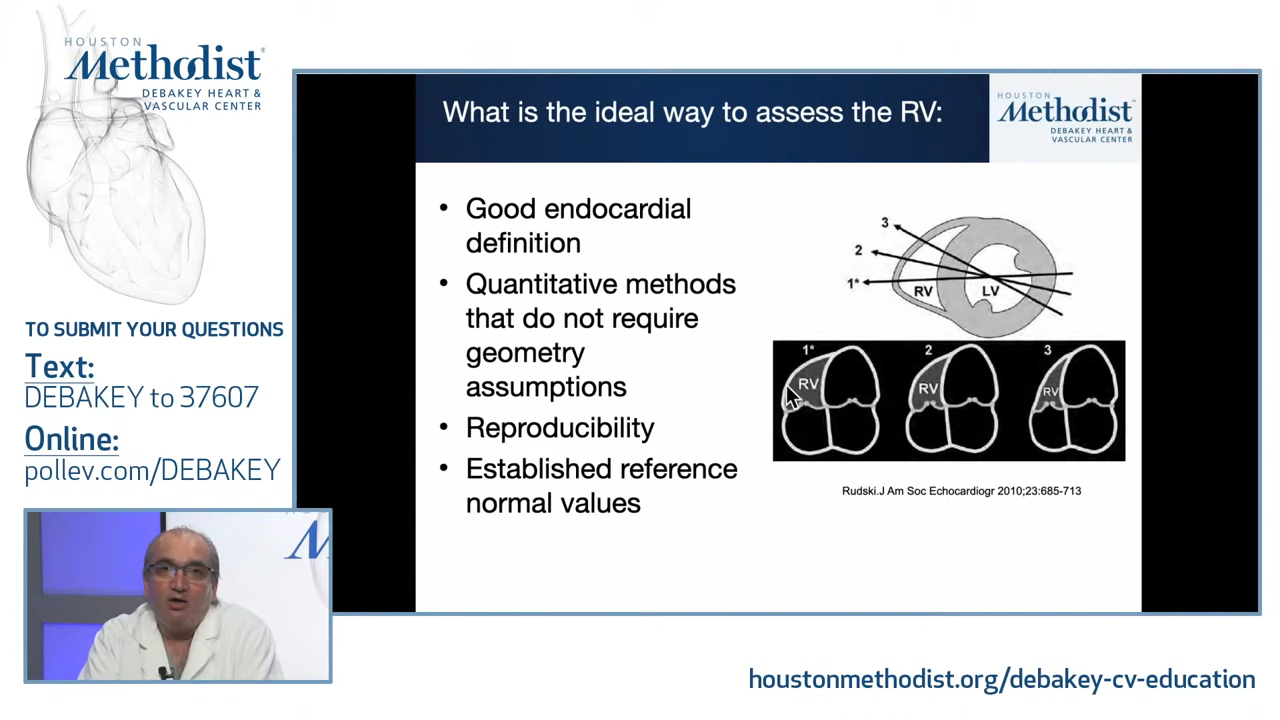 HOUSTON
Methodist®
DEBAKEY HEART &
VASCULAR CENTER
TO SUBMIT YOUR QUESTIONS
Text:
DEBAKEY to 37607
Online:
pollev.com/DEBAKEY
What is the ideal way to assess the RV:
HOUSTON
Methodist
DEBAKEY HEART &
VASCULAR CENTER
• Good endocardial
definition
• Quantitative methods
that do not require
geometry
assumptions
• Reproducibility
• Established reference
normal values
3
2
1*
RV LV
1* 2 3
RV RV RV
Rudski.J Am Soc Echocardiogr 2010;23:685-713
houstonmethodist.org/debakey-cv-education